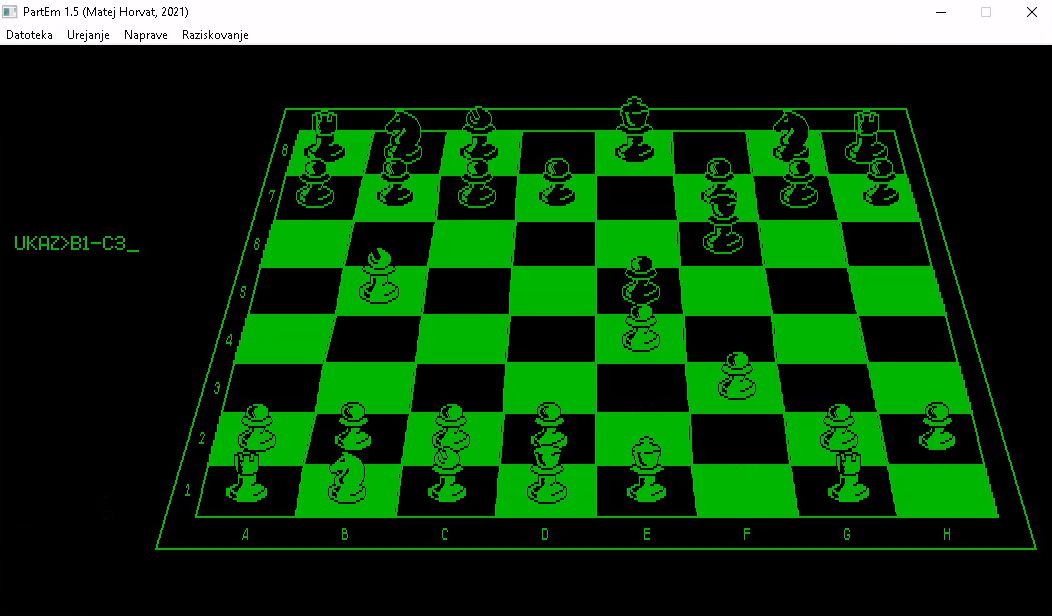 PartEm 1.5 (Matej Horvat, 2021)
Datoteka Urejanje Naprave Raziskovanje
8
7
6
UKAZ>B1-C3_
5
4
3
2
1
A B C D E F G H